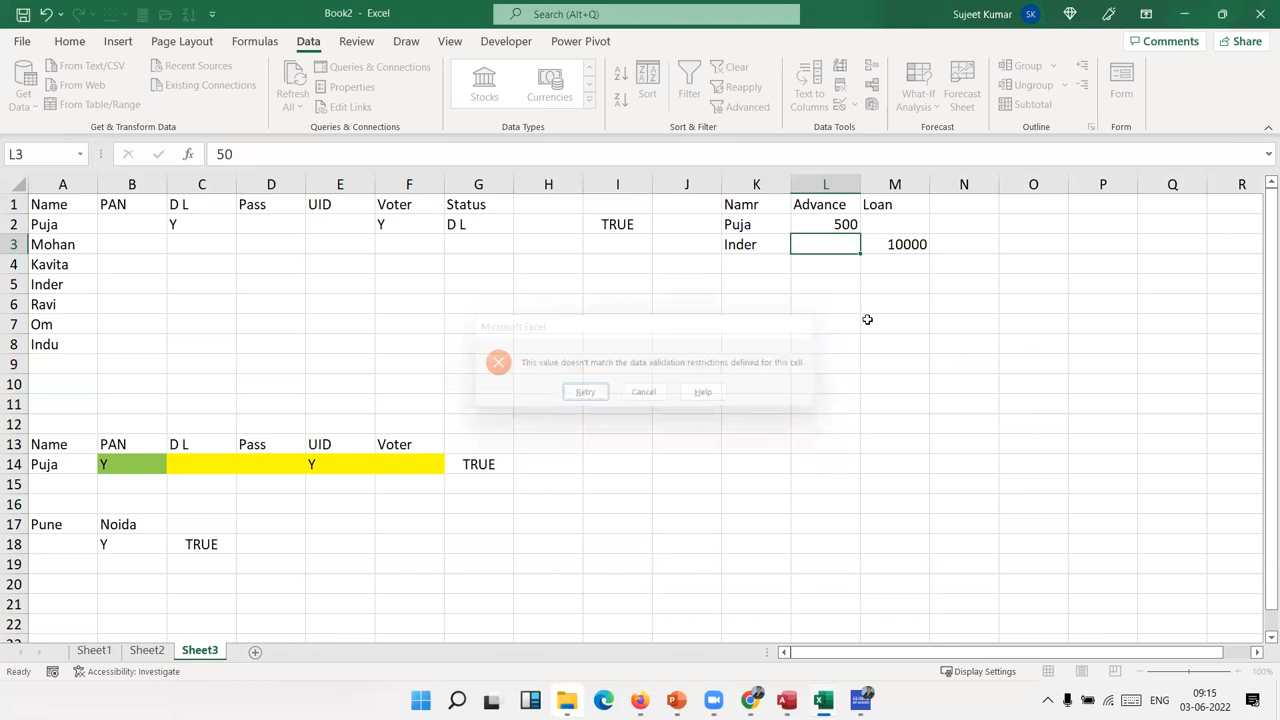 Book2 - Excel
Search (Alt+Q)
Sujeet Kumar
SK
File Home Insert Page Layout Formulas Data Review Draw View Developer Automate Power Pivot
Comments Share
Get Data
From Text/CSV
From Web
From Table/Range
Recent Sources
Existing Connections
Refresh All
Queries & Connections
Properties
Edit Links
Stocks
Currencies
Sort
Filter
Clear
Reapply
Advanced
Text to Columns
What-If Analysis
Forecast Sheet
Group
Ungroup
Subtotal
Form
Get & Transform Data Queries & Connections Data Types Sort & Filter Data Tools Forecast Outline Form
L3 fx 50
A B C D E F G H I J K L M N O P Q R
1 Name PAN D L Pass UID Voter Status Namr Advance Loan
2 Puja Y Y D L TRUE Puja 500
3 Mohan Inder 10000
4 Kavita
5 Inder
6 Ravi
7 Om
8 Indu
9
10
11
12
13 Name PAN D L Pass UID Voter
14 Puja Y Y TRUE
15
16
17 Pune Noida
18 Y TRUE
19
20
21
22
23
Microsoft Excel
This value doesn't match the data validation restrictions defined for this cell.
Retry Cancel Help
Sheet1 Sheet2 Sheet3
Ready Accessibility: Investigate Display Settings 100%
ENG 09:15
03-06-2022